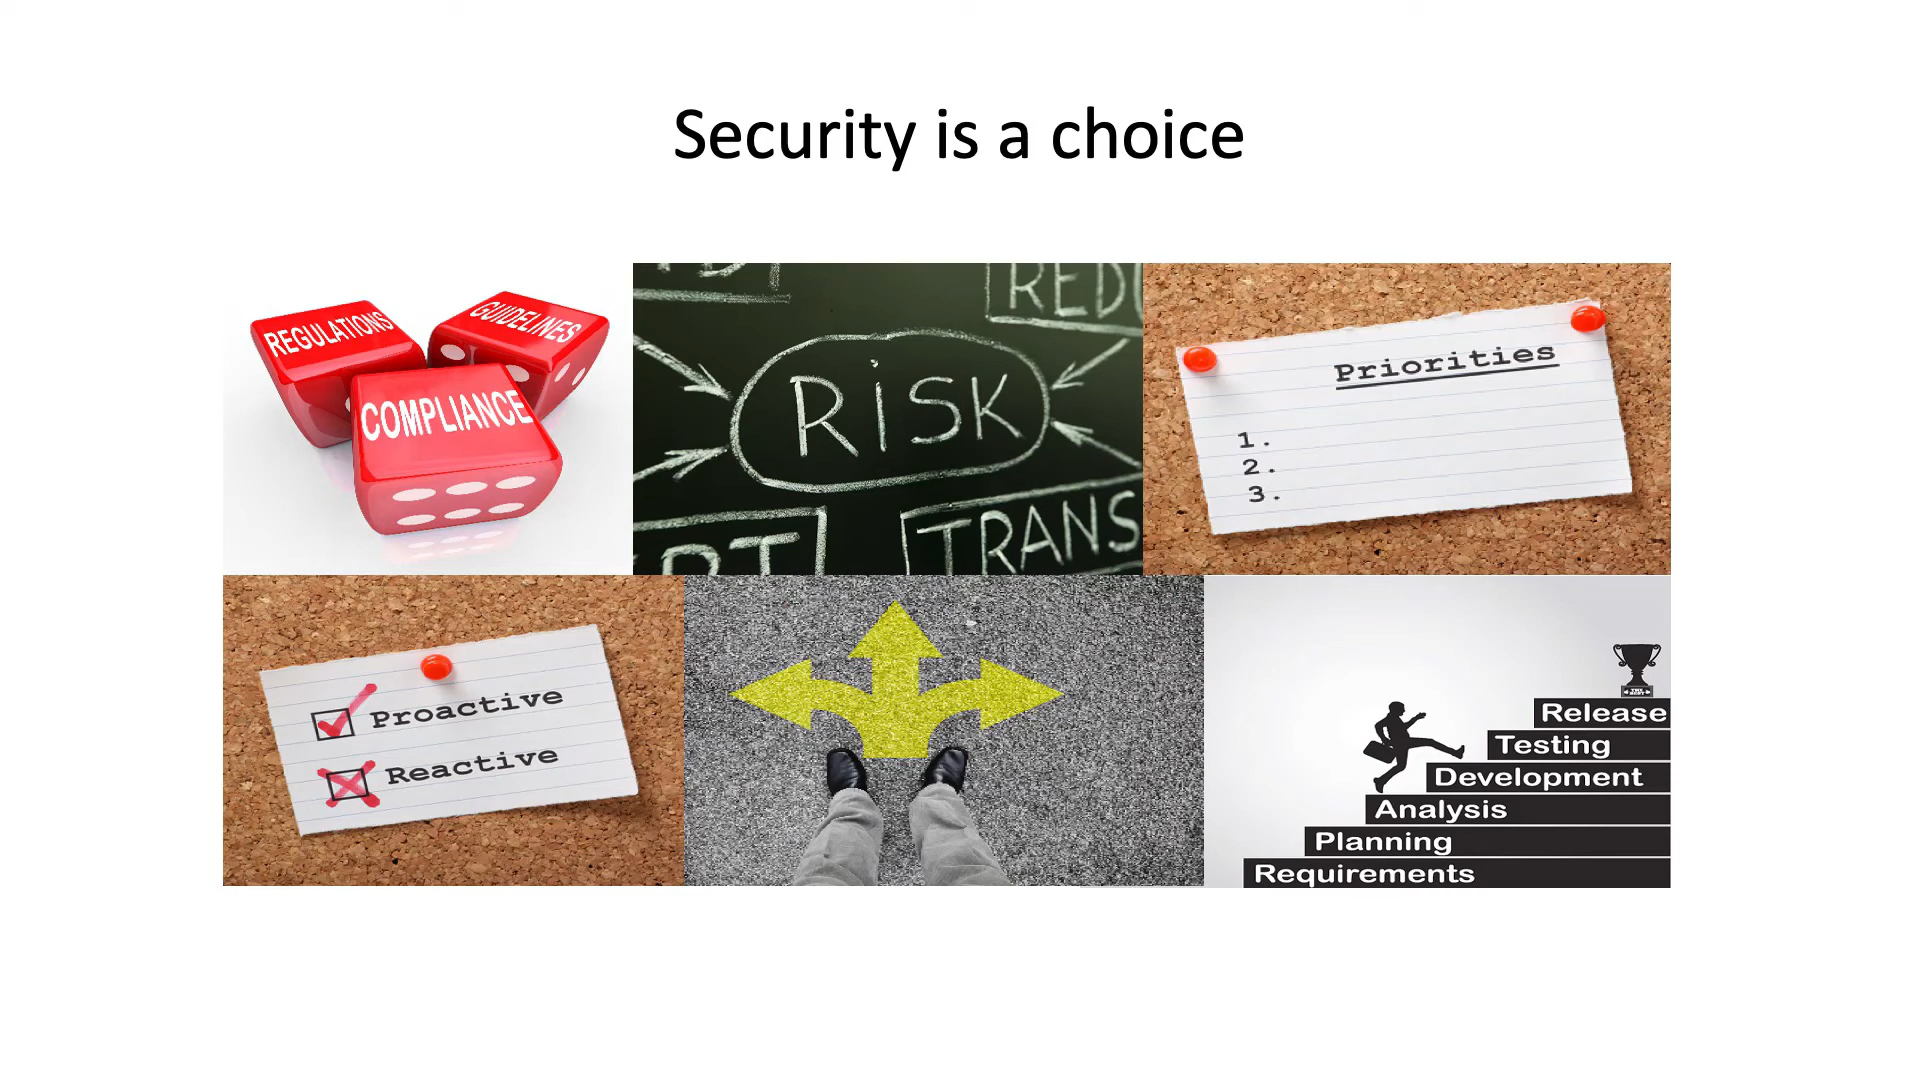 Security is a choice
REGULATIONS
GUIDELINES
COMPLIANCE
RISK
TRANS
Priorities
1.
2.
3.
Proactive
Reactive
Release
Testing
Development
Analysis
Planning
Requirements